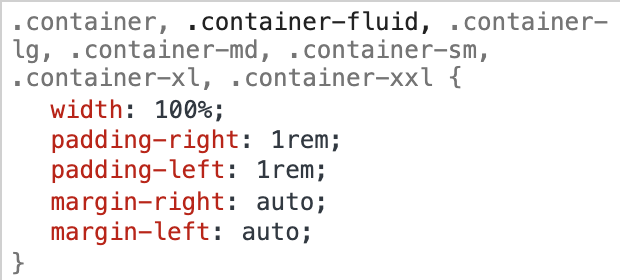 .container, .container-fluid, .container-
lg, .container-md, .container-sm,
.container-xl, .container-xxl {
width: 100%;
padding-right: 1rem;
padding-left: 1rem;
margin-right: auto;
margin-left: auto;
}